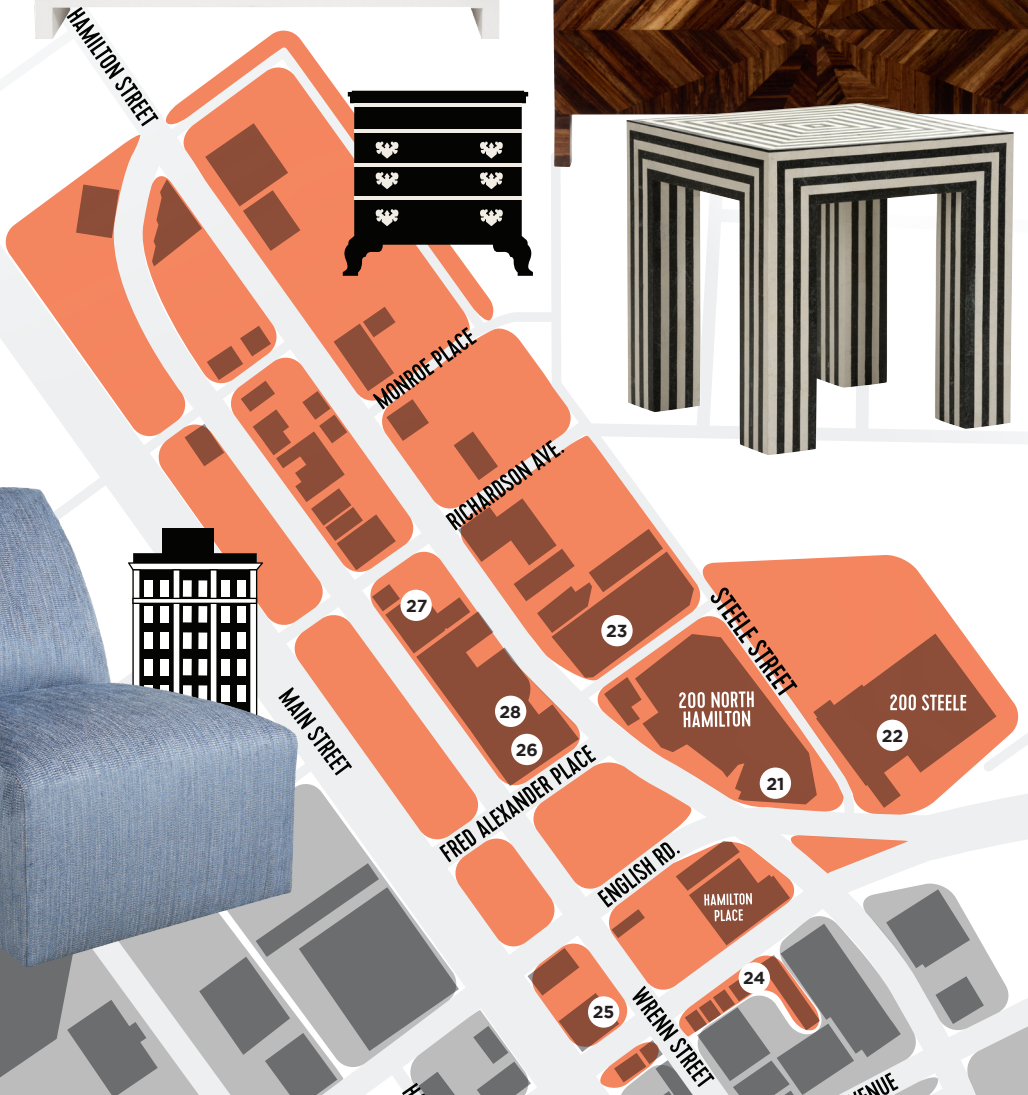 HAMILTON STREET
MONROE PLACE
RICHARDSON AVE.
27
23
STEELE STREET
200 NORTH
HAMILTON
200 STEELE
28
22
26
21
MAIN STREET
FRED ALEXANDER PLACE
ENGLISH RD.
HAMILTON
PLACE
24
25
WRENN STREET